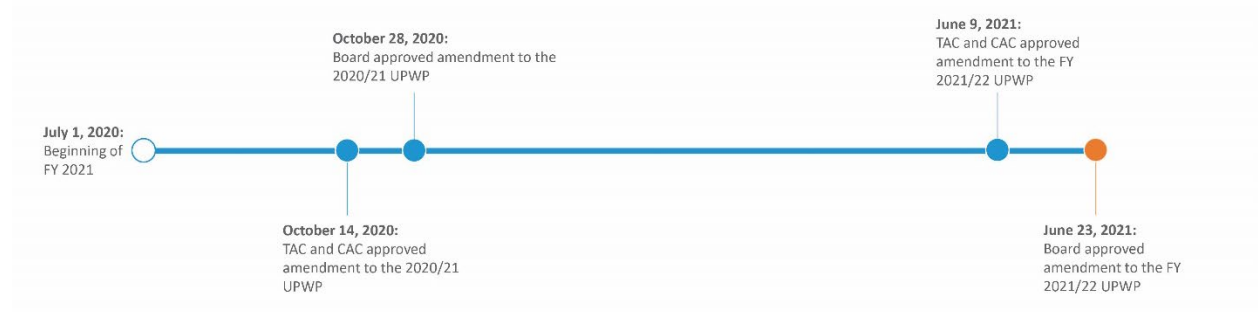 July 1, 2020:
Beginning of
FY 2021
October 14, 2020:
TAC and CAC approved
amendment to the 2020/21
UPWP
October 28, 2020:
Board approved amendment to the
2020/21 UPWP
June 9, 2021:
TAC and CAC approved
amendment to the FY
2021/22 UPWP
June 23, 2021:
Board approved
amendment to the FY
2021/22 UPWP